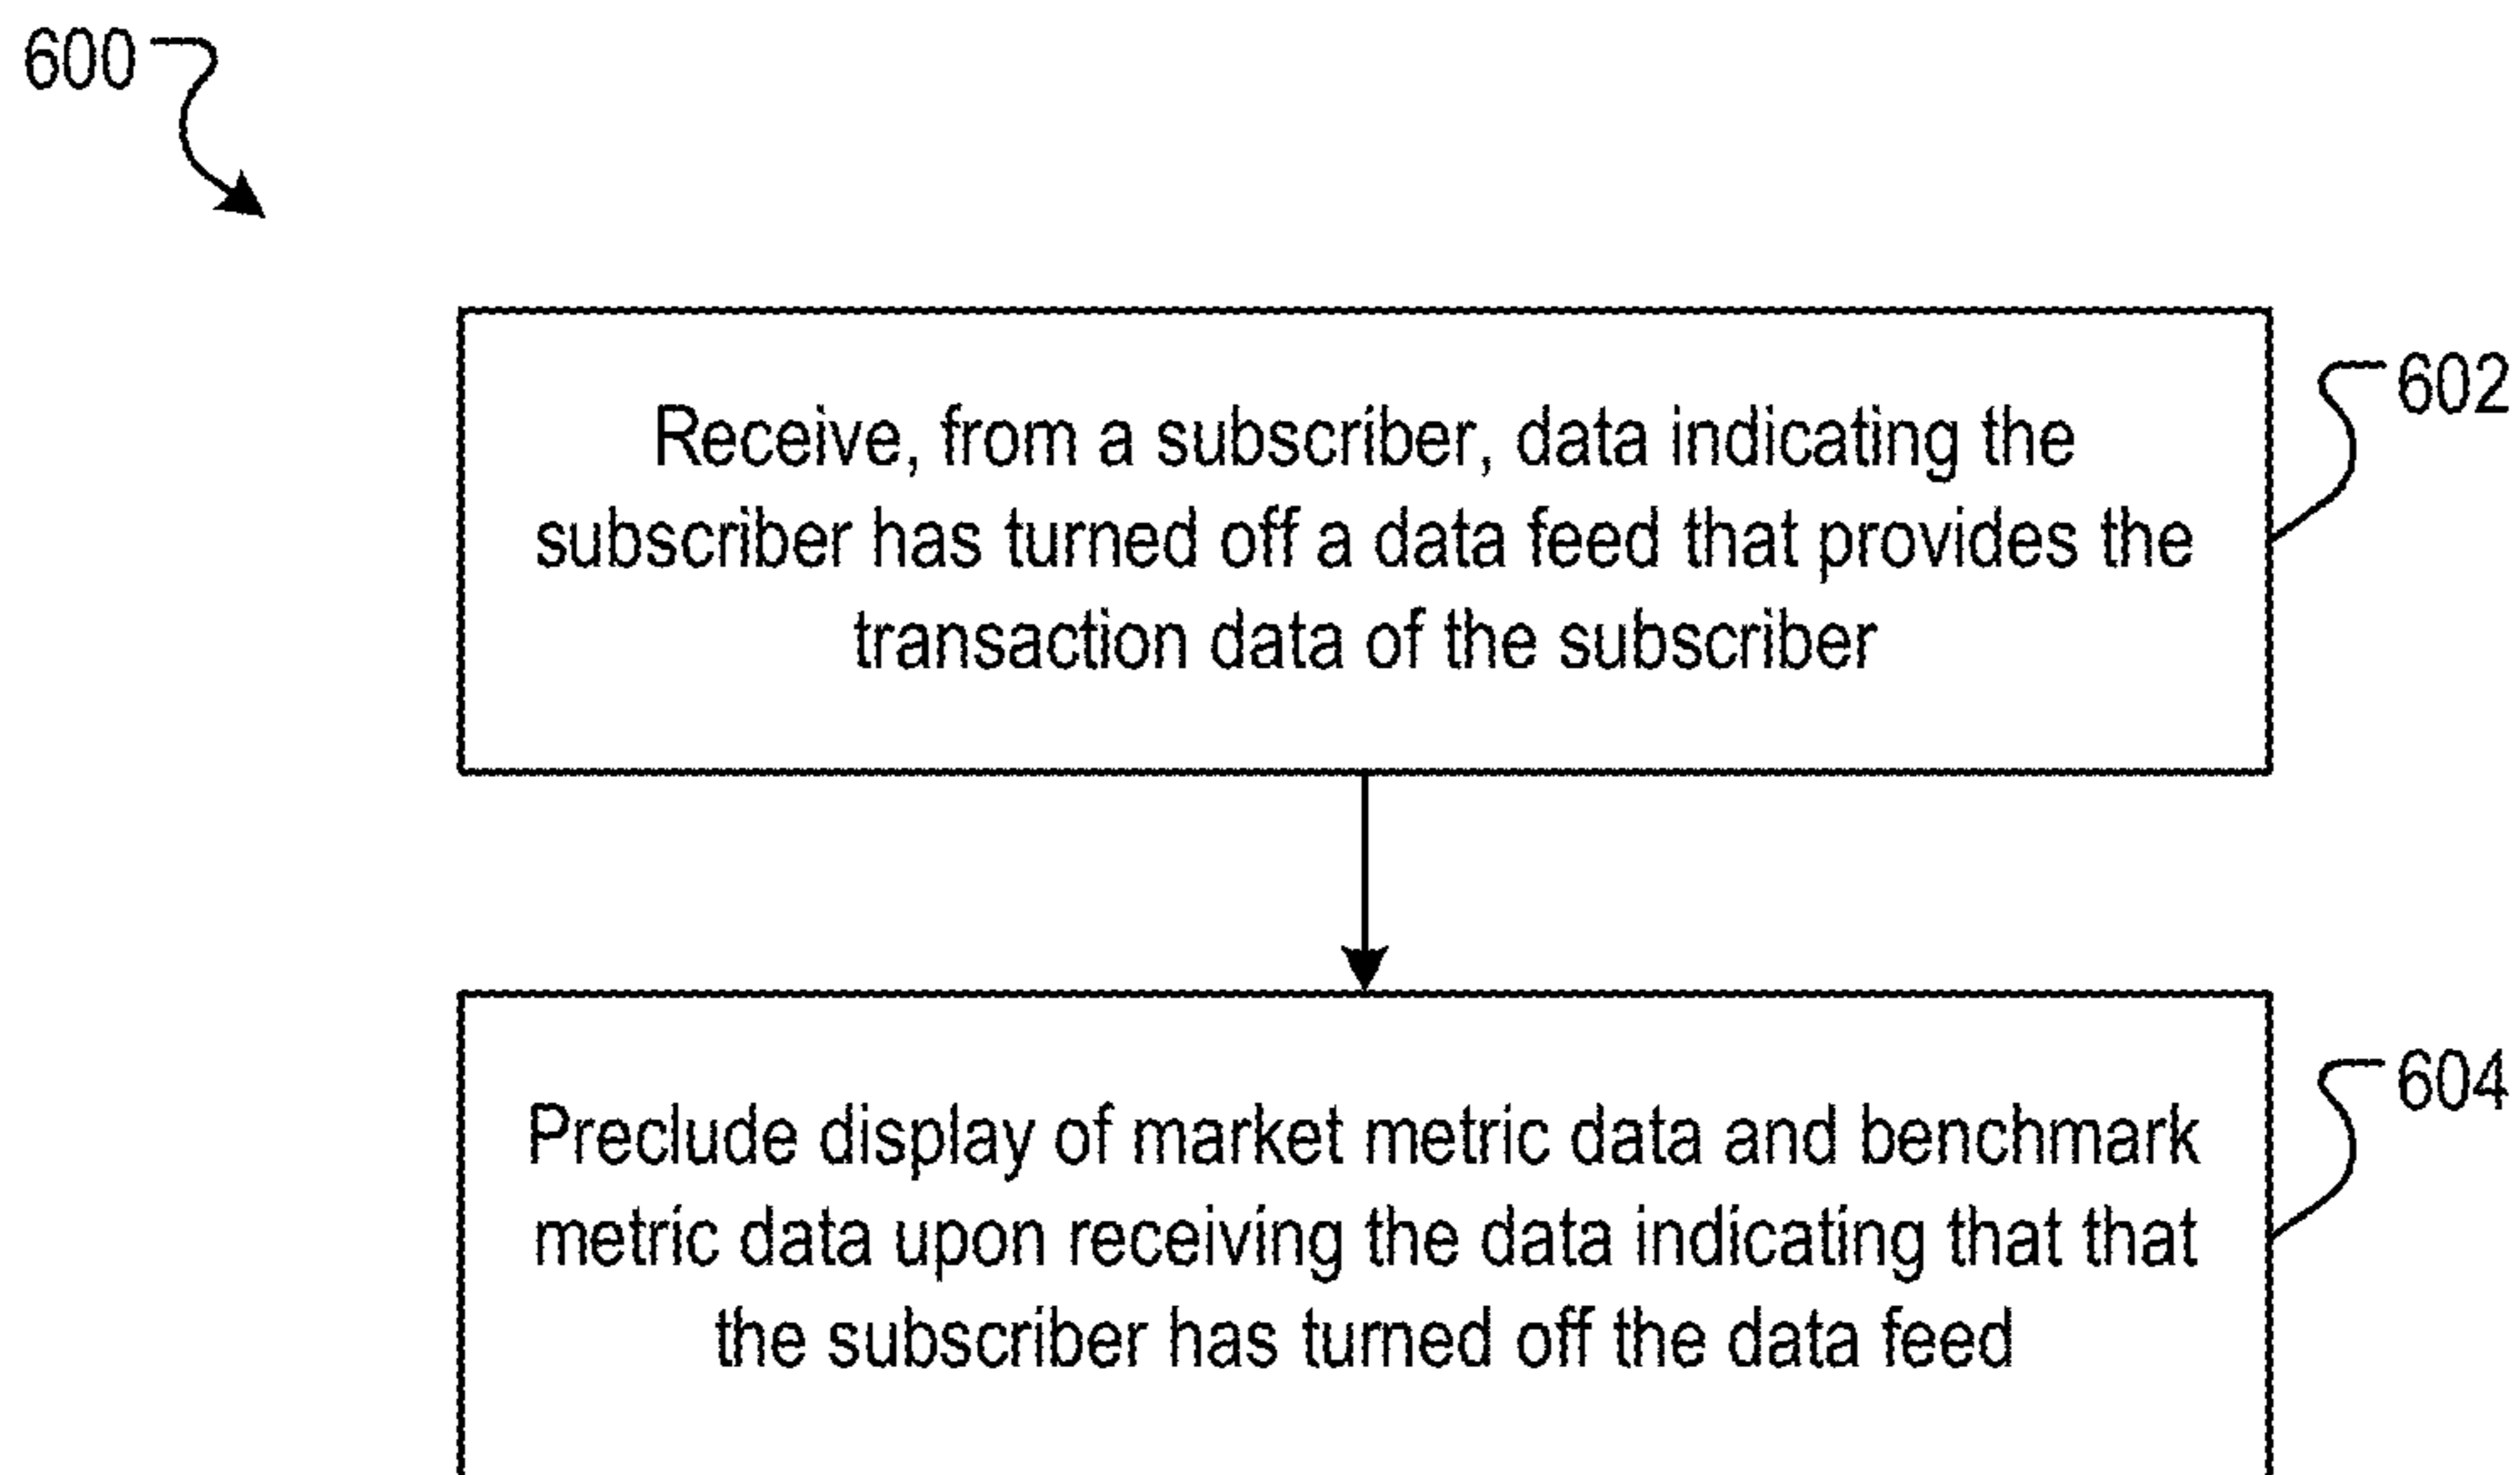 600
Receive, from a subscriber, data indicating the
subscriber has turned off a data feed that provides the
transaction data of the subscriber
602
Preclude display of market metric data and benchmark
metric data upon receiving the data indicating that that
the subscriber has turned off the data feed
604